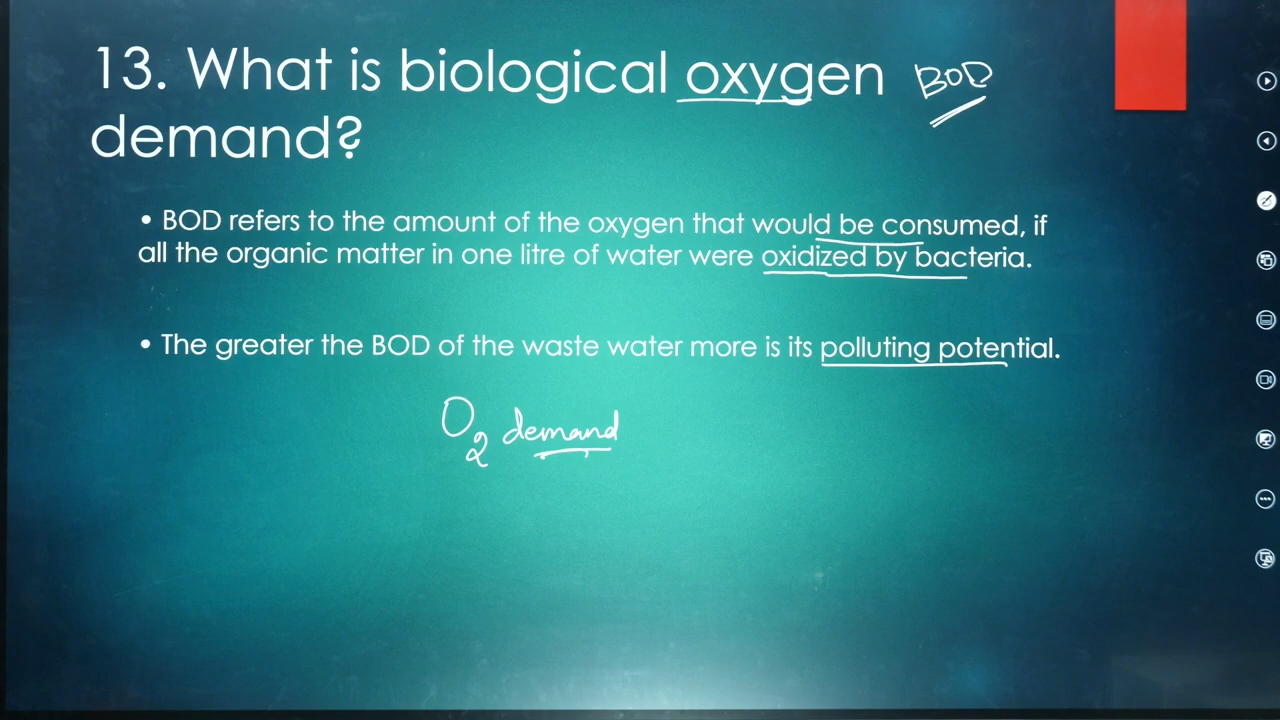 13. What is biological oxygen BOD
demand?
• BOD refers to the amount of the oxygen that would be consumed, if
all the organic matter in one litre of water were oxidized by bacteria.
• The greater the BOD of the waste water more is its polluting potential.
O2 demand